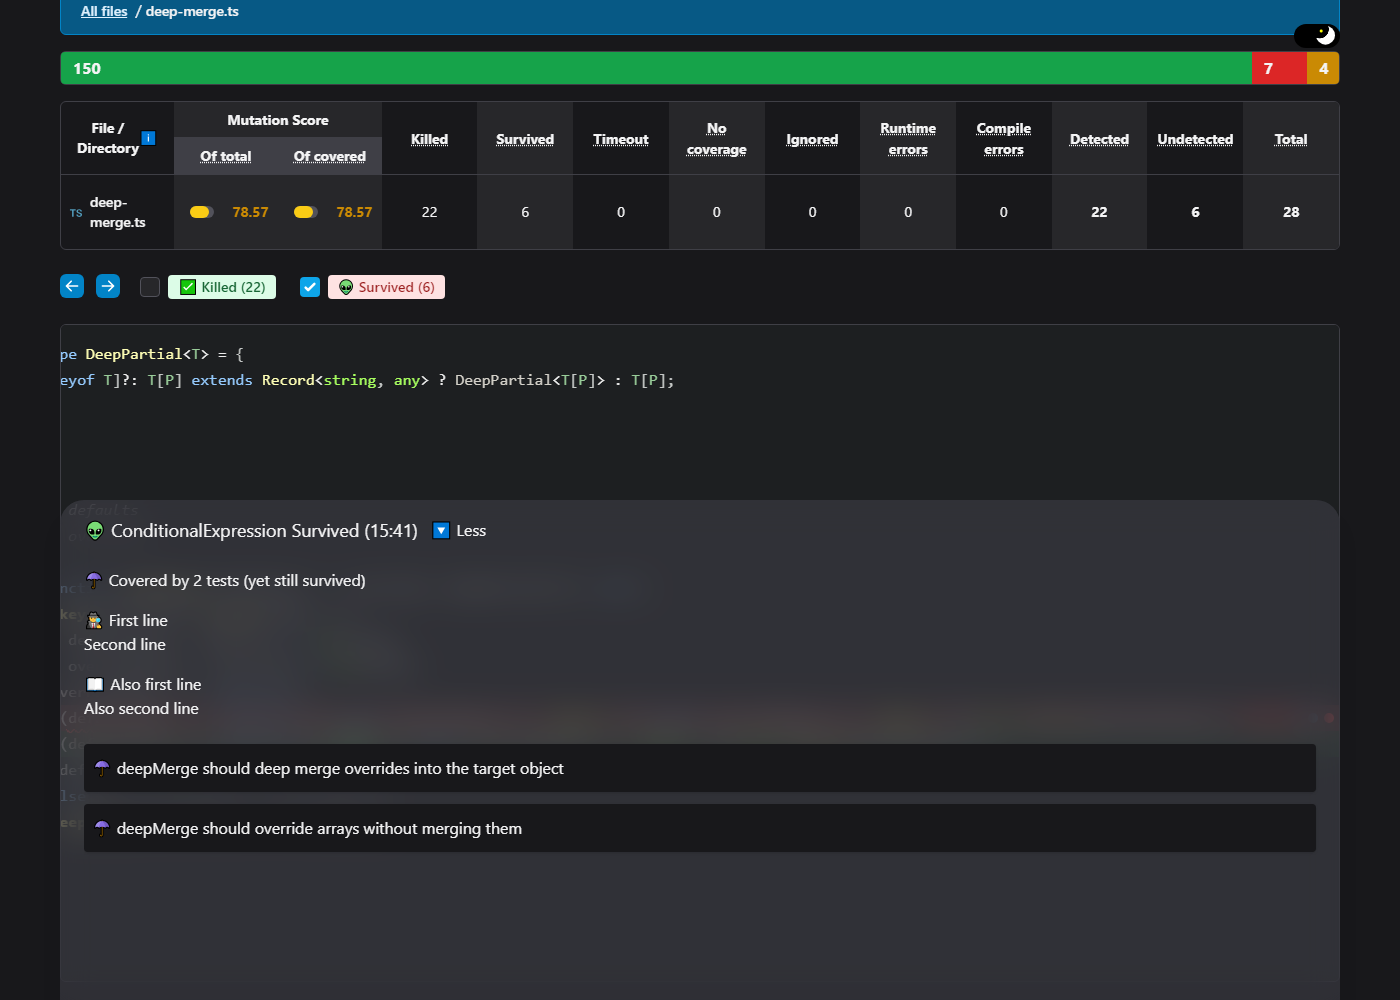 All files / deep-merge.ts
150 7 4
File / Directory i Mutation Score Killed Survived Timeout No coverage Ignored Runtime errors Compile errors Detected Undetected Total
Of total Of covered
TS deep-merge.ts 78.57 78.57 22 6 0 0 0 0 0 22 6 28
✅ Killed (22) 👽 Survived (6)
pe DeepPartial<T> = {
eyof T]?: T[P] extends Record<string, any> ? DeepPartial<T[P]> : T[P];
defaults
👽 ConditionalExpression Survived (15:41) 🔽 Less
☂️ Covered by 2 tests (yet still survived)
🕵️ First line
Second line
📖 Also first line
Also second line
☂️ deepMerge should deep merge overrides into the target object
☂️ deepMerge should override arrays without merging them